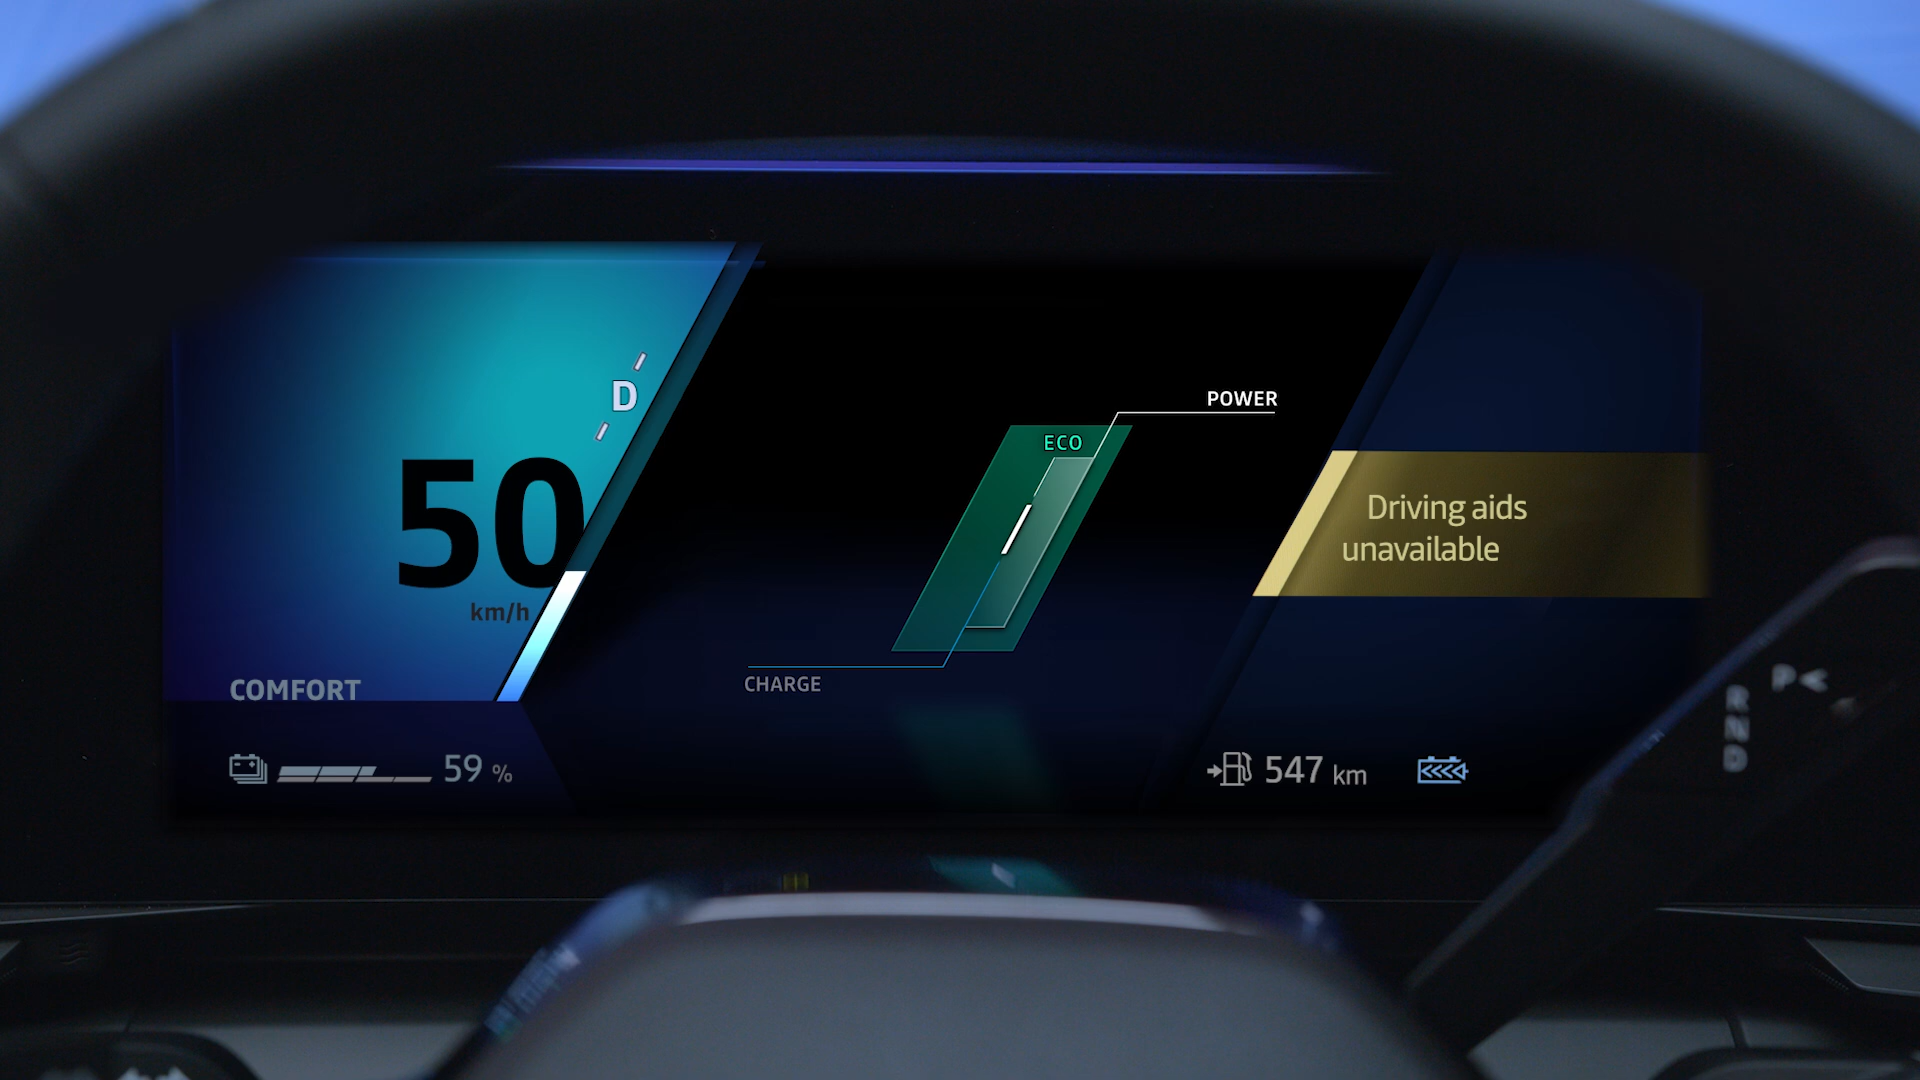 D
50
km/h
COMFORT
59 %
POWER
ECO
CHARGE
Driving aids
unavailable
547 km
P
R
N
D